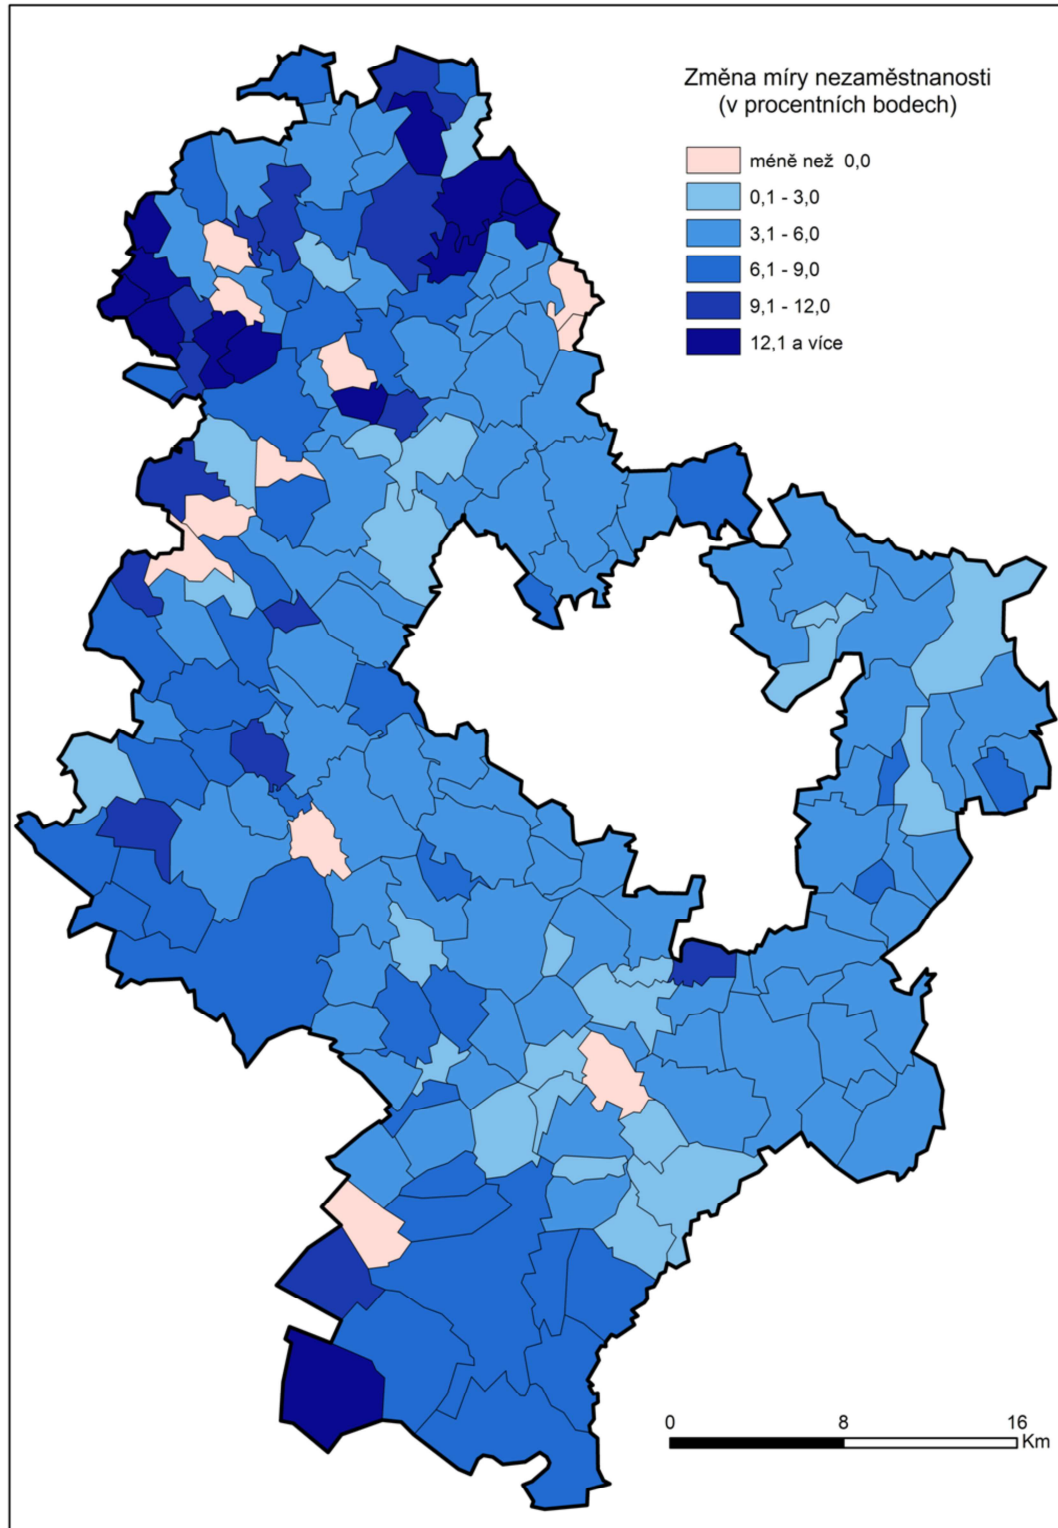 Změna míry nezaměstnanosti
(v procentních bodech)
méně než 0,0
0,1 - 3,0
3,1 - 6,0
6,1 - 9,0
9,1 - 12,0
12,1 a více
0 8 16
Km